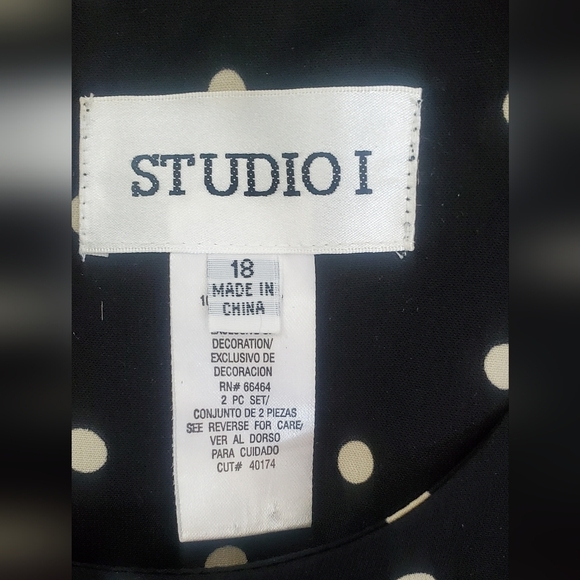 STUDIO I
18
MADE IN
CHINA
DECORATION/
EXCLUSIVO DE
DECORACION
RN# 66464
2 PC SET/
CONJUNTO DE 2 PIEZAS
SEE REVERSE FOR CARE/
VER AL DORSO
PARA CUIDADO
CUT# 40174